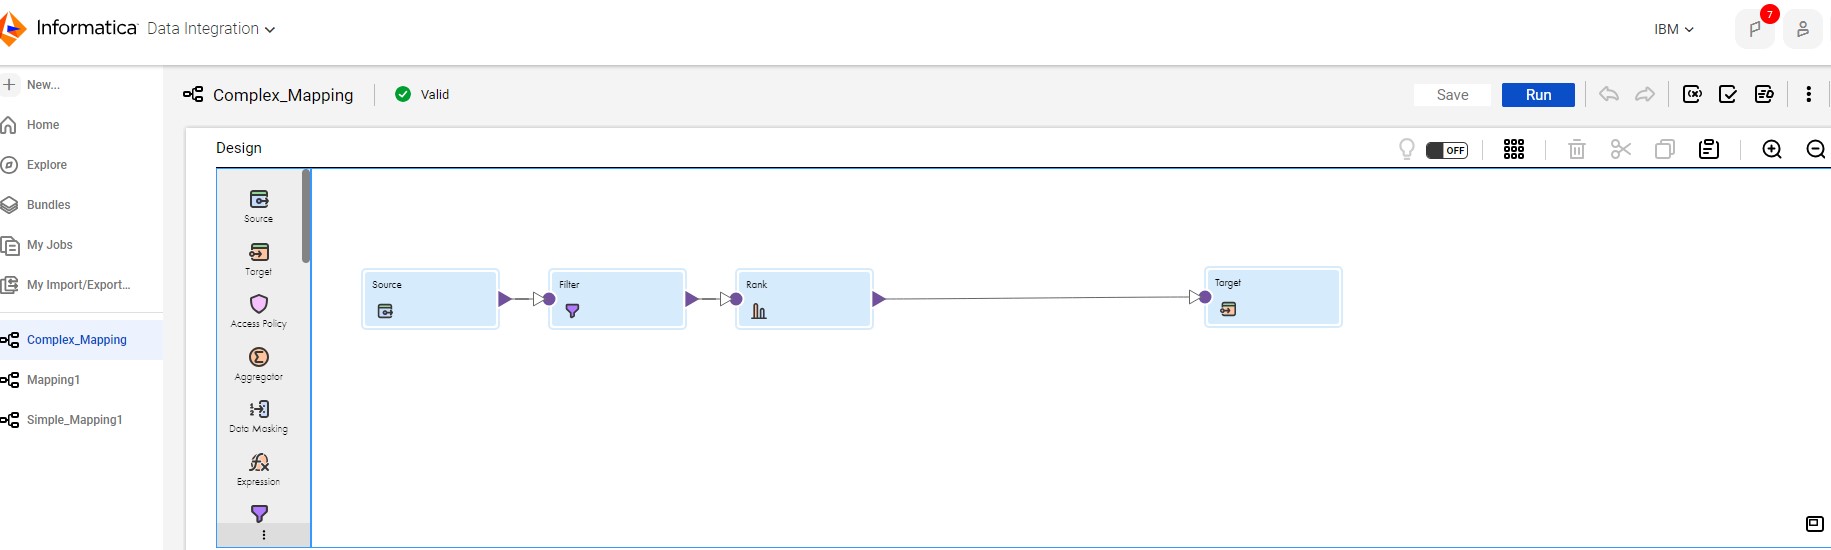 Informatica Data Integration
IBM
7
New...
Home
Explore
Bundles
My Jobs
My Import/Export...
Complex_Mapping
Mapping1
Simple_Mapping1
Complex_Mapping
Valid
Save
Run
Design
OFF
Source
Target
Access Policy
Aggregator
Data Masking
Expression
Source
Filter
Rank
Target